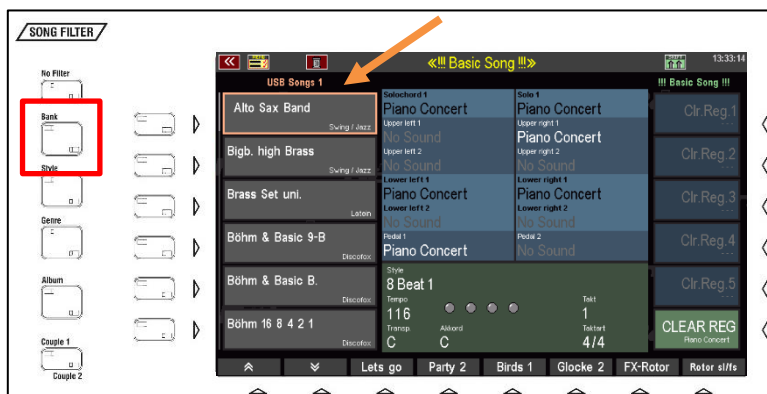 SONG FILTER
No Filter
Bank
Style
Genre
Album
Couple 1
Couple 2
«!!! Basic Song !!!»
13:33:14
USB Songs 1
!!! Basic Song !!!
Alto Sax Band
Swing / Jazz
Bigb. high Brass
Swing / Jazz
Brass Set uni.
Latein
Böhm & Basic 9-B
Discofox
Böhm & Basic B.
Discofox
Böhm 16 8 4 2 1
Discofox
Solochord 1
Piano Concert
Solo 1
Piano Concert
Upper left 1
No Sound
Upper right 1
Piano Concert
Upper left 2
No Sound
Upper right 2
No Sound
Lower left 1
Piano Concert
Lower right 1
Piano Concert
Lower left 2
No Sound
Lower right 2
No Sound
Pedal 1
Piano Concert
Pedal 2
No Sound
Style
8 Beat 1
Tempo
116
Takt
1
Transp.
C
Akkord
C
Taktart
4/4
Clr.Reg.1
---
Clr.Reg.2
---
Clr.Reg.3
---
Clr.Reg.4
---
Clr.Reg.5
---
CLEAR REG
Piano Concert
Lets go
Party 2
Birds 1
Glocke 2
FX-Rotor
Rotor sl/fs